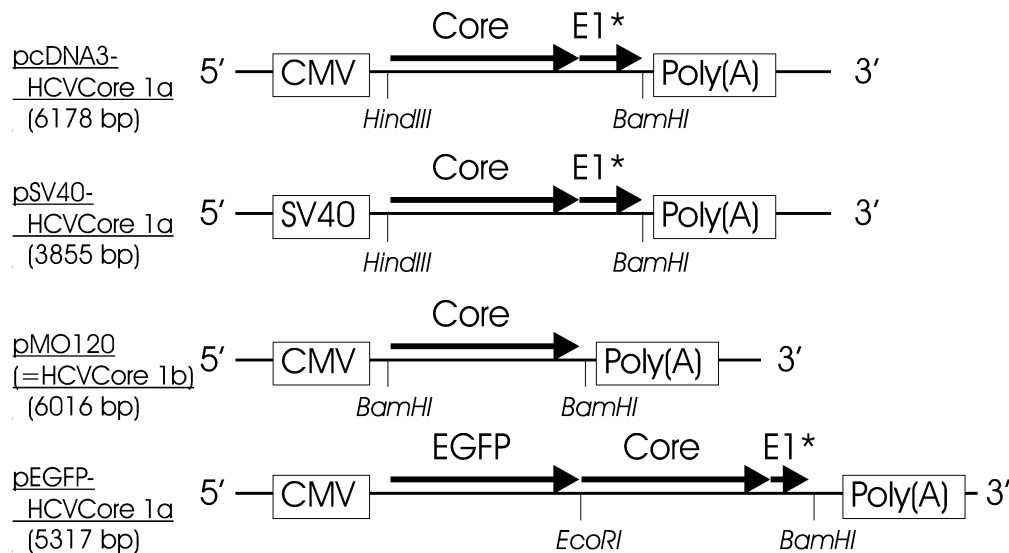 Core E1*
pcDNA3-
HCVCore 1a
(6178 bp)
5′ CMV Poly(A) 3′
HindIII BamHI
Core E1*
pSV40-
HCVCore 1a
(3855 bp)
5′ SV40 Poly(A) 3′
HindIII BamHI
Core
pMO120
(=HCVCore 1b)
(6016 bp)
5′ CMV Poly(A) 3′
BamHI BamHI
EGFP Core E1*
pEGFP-
HCVCore 1a
(5317 bp)
5′ CMV Poly(A) 3′
EcoRI BamHI